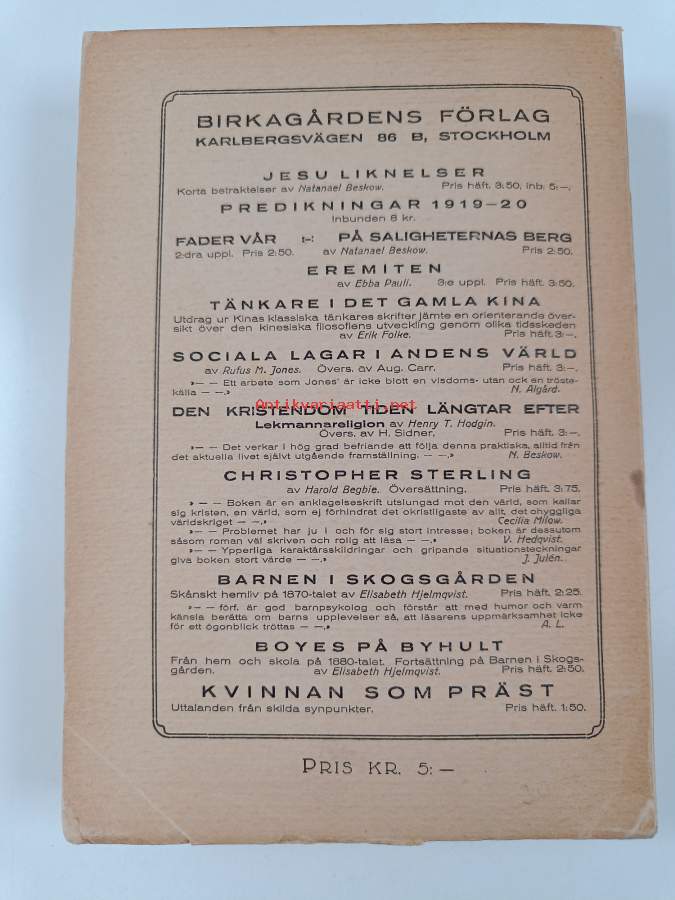 BIRKAGÅRDENS FÖRLAG
KARLBERGSVÄGEN 86 B, STOCKHOLM
JESU LIKNELSER
Korta betraktelser av Natanael Beskow. Pris häft. 3:50, inb. 5:—.
PREDIKNINGAR 1919—20
Inbunden 6 kr.
FADER VÅR :—: PÅ SALIGHETERNAS BERG
2:dra uppl. Pris 2:50. av Natanael Beskow. Pris 2:50.
EREMITEN
av Ebba Pauli. 3:e uppl. Pris häft. 3:50.
TÄNKARE I DET GAMLA KINA
Utdrag ur Kinas klassiska tänkares skrifter jämte en orienterande över-
sikt över den kinesiska filosofiens utveckling genom olika tidsskeden
av Erik Folke. Pris häft. 3:—.
SOCIALA LAGAR I ANDENS VÄRLD
av Rufus M. Jones. Övers. av Aug. Carr. Pris häft. 3:—.
»— — Ett arbete som Jones' är icke blott en visdoms- utan ock en tröste-
källa — —.» N. Algård.
Antikvariaatti.net
DEN KRISTENDOM TIDEN LÄNGTAR EFTER
Lekmannareligion av Henry T. Hodgin.
Övers. av H. Sidner. Pris häft. 3:—.
»— — Det verkar i hög grad befriande att följa denna praktiska, alltid från
det aktuella livet självt utgående framställning. — —.» N. Beskow.
CHRISTOPHER STERLING
av Harold Begbie. Översättning. Pris häft. 3:75.
»— — Boken är en anklagelseskrift utslungad mot den värld, som kallar
sig kristen, en värld, som ej förhindrat det okristligaste av allt, det ohyggliga
världskriget — —.» Cecilia Milow.
»— — Problemet har ju i och för sig stort intresse; boken är dessutom
såsom roman väl skriven och rolig att läsa — —.» V. Hedqvist.
»— — Ypperliga karaktärsskildringar och gripande situationsteckningar
giva boken stort värde — —.» J. Julén.
BARNEN I SKOGSGÅRDEN
Skånskt hemliv på 1870-talet av Elisabeth Hjelmqvist. Pris häft. 2:25.
»— — förf. är god barnpsykolog och förstår att med humor och varm
känsla berätta om barns upplevelser så, att läsarens uppmärksamhet icke
för ett ögonblick tröttas — —.» A. L.
BOYES PÅ BYHULT
Från hem och skola på 1880-talet. Fortsättning på Barnen i Skogs-
gården. av Elisabeth Hjelmqvist. Pris häft. 2:50.
KVINNAN SOM PRÄST
Uttalanden från skilda synpunkter. Pris häft. 1:50.
PRIS KR. 5:—